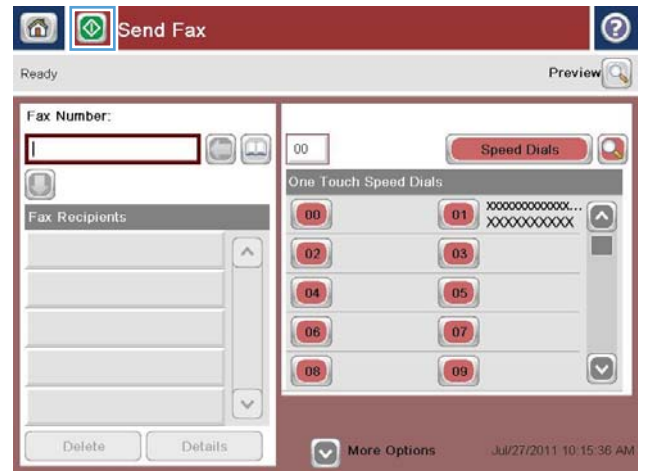 Send Fax
?
Ready
Preview
Fax Number:
00
Speed Dials
One Touch Speed Dials
00
01 XXXXXXXXXXXXX...
XXXXXXXXXX
Fax Recipients
02
03
04
05
06
07
08
09
Delete
Details
More Options
Jul/27/2011 10:15:36 AM